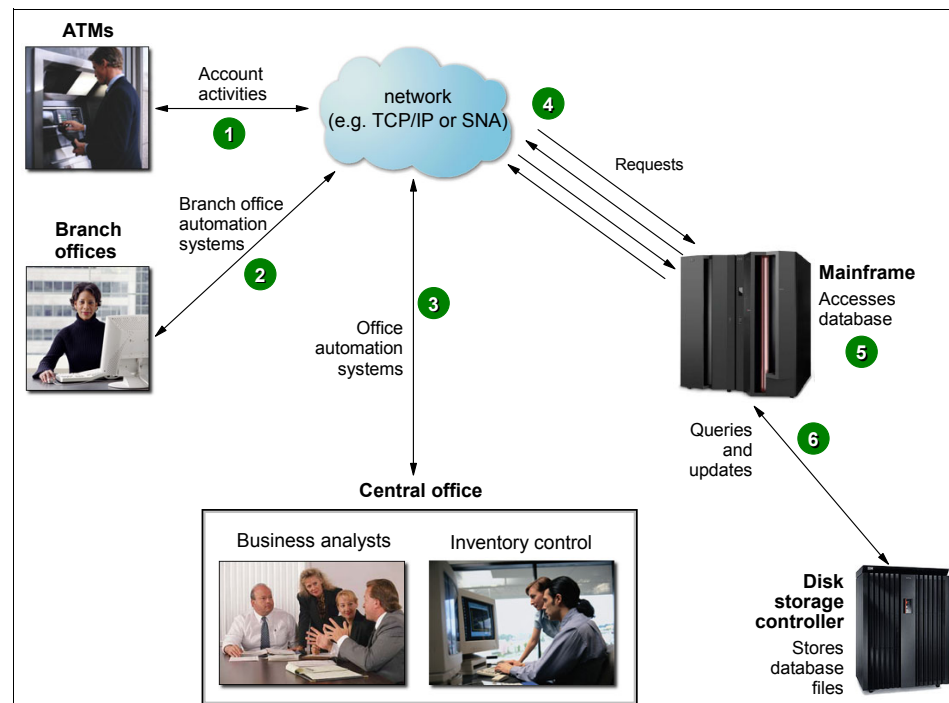 ATMs
Account
activities
1
network
(e.g. TCP/IP or SNA)
4
Requests
Branch office
automation
systems
2
Branch
offices
3
Office
automation
systems
Mainframe
Accesses
database
5
Queries
and
updates
6
Central office
Business analysts
Inventory control
Disk
storage
controller
Stores
database
files